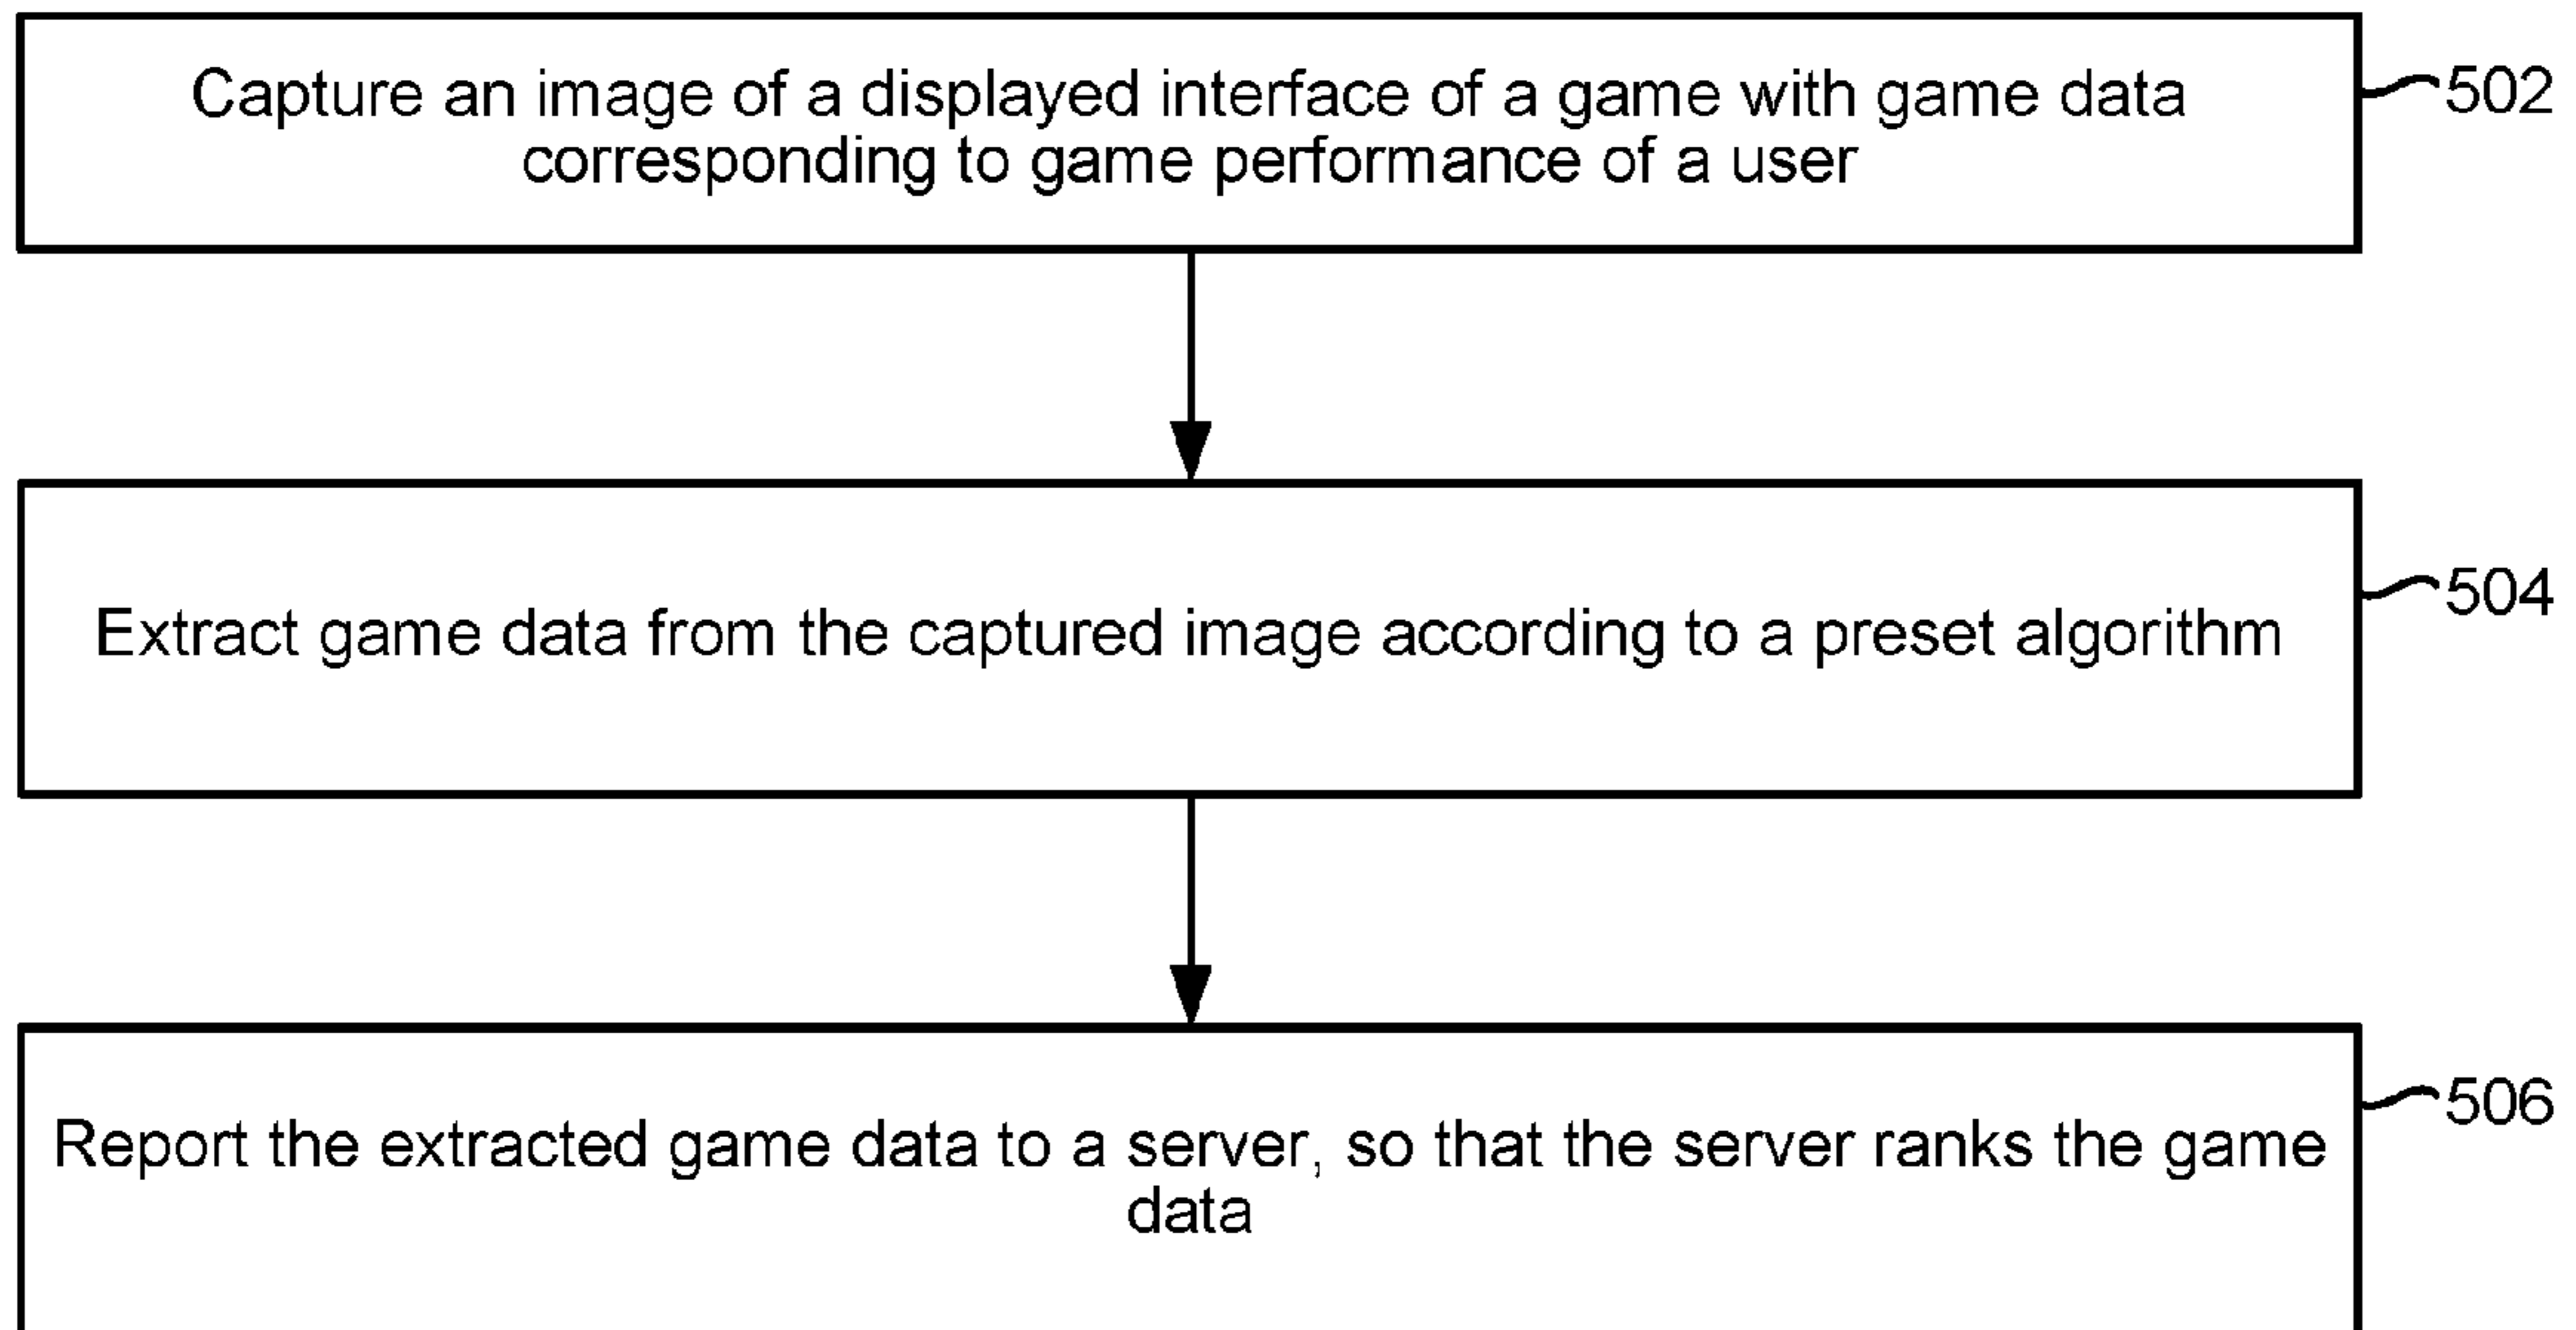 Capture an image of a displayed interface of a game with game data
corresponding to game performance of a user
502
Extract game data from the captured image according to a preset algorithm
504
Report the extracted game data to a server, so that the server ranks the game
data
506